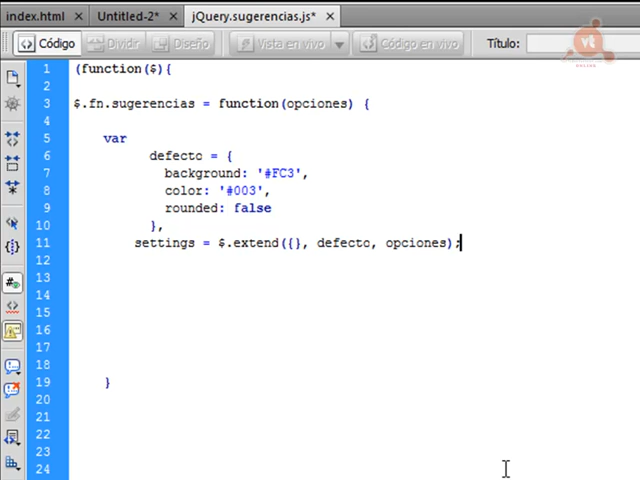 index.html × Untitled-2* × jQuery.sugerencias.js* ×
Código Dividir Diseño Vista en vivo Código en vivo Título:
vt
1 (function($){
2
3 $.fn.sugerencias = function(opciones) {
4
5 var
6 defecto = {
7 background: '#FC3',
8 color: '#003',
9 rounded: false
10 },
11 settings = $.extend({}, defecto, opciones);
12
13
14
15
16
17
18
19 }
20
21
22
23
24